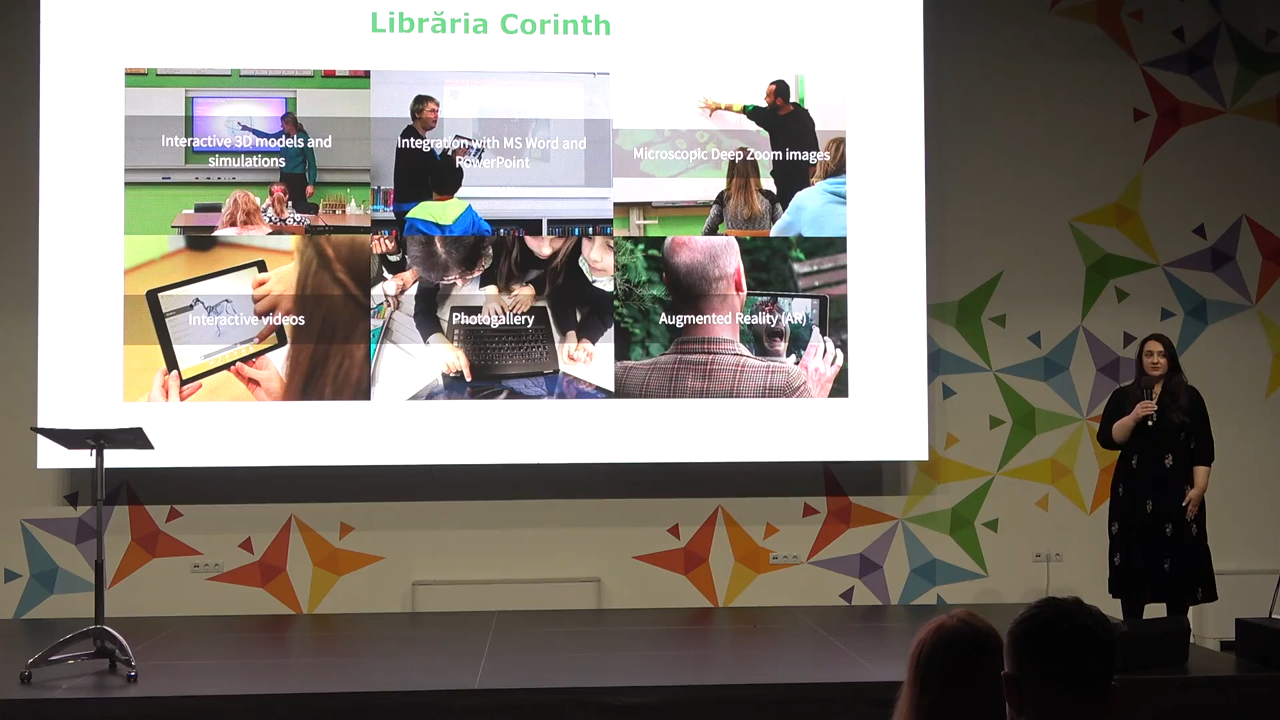 Librăria Corinth
Interactive 3D models and
simulations
Integration with MS Word and
PowerPoint
Microscopic Deep Zoom images
Interactive videos
Photogallery
Augmented Reality (AR)